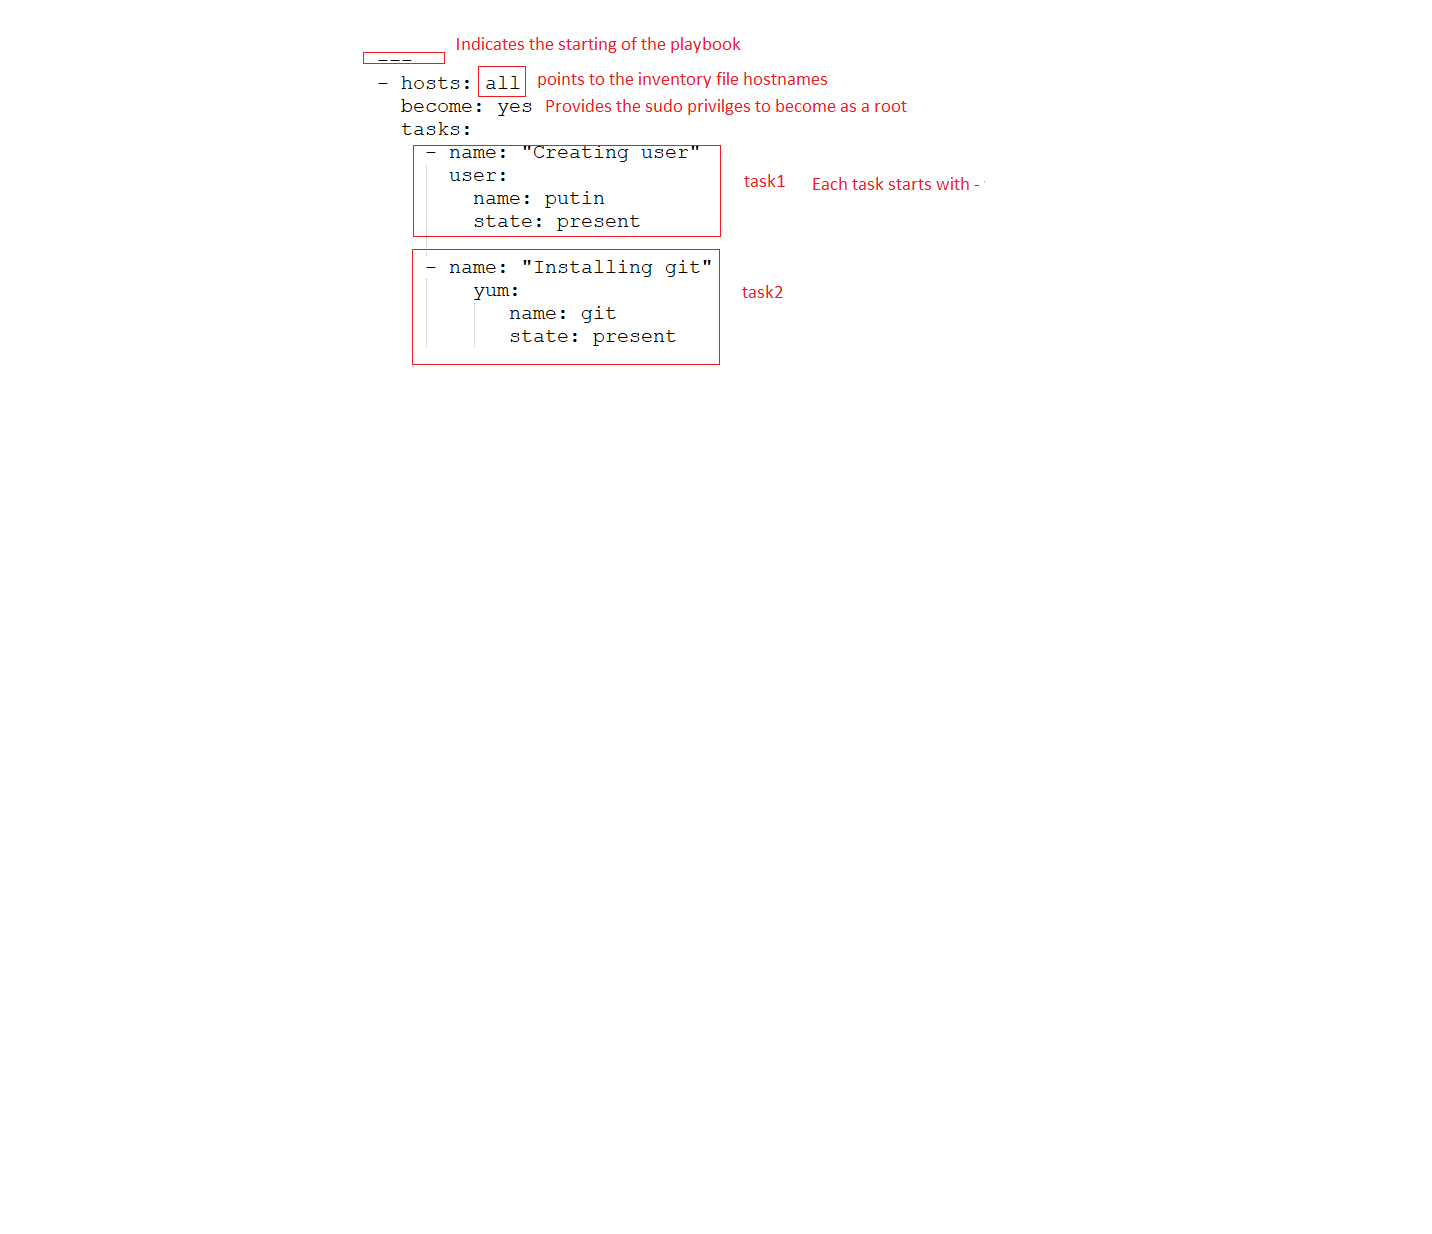 Indicates the starting of the playbook
---
- hosts: all points to the inventory file hostnames
become: yes Provides the sudo privilges to become as a root
tasks:
- name: "Creating user"
user:
task1 Each task starts with -
name: putin
state: present
- name: "Installing git"
yum:
task2
name: git
state: present